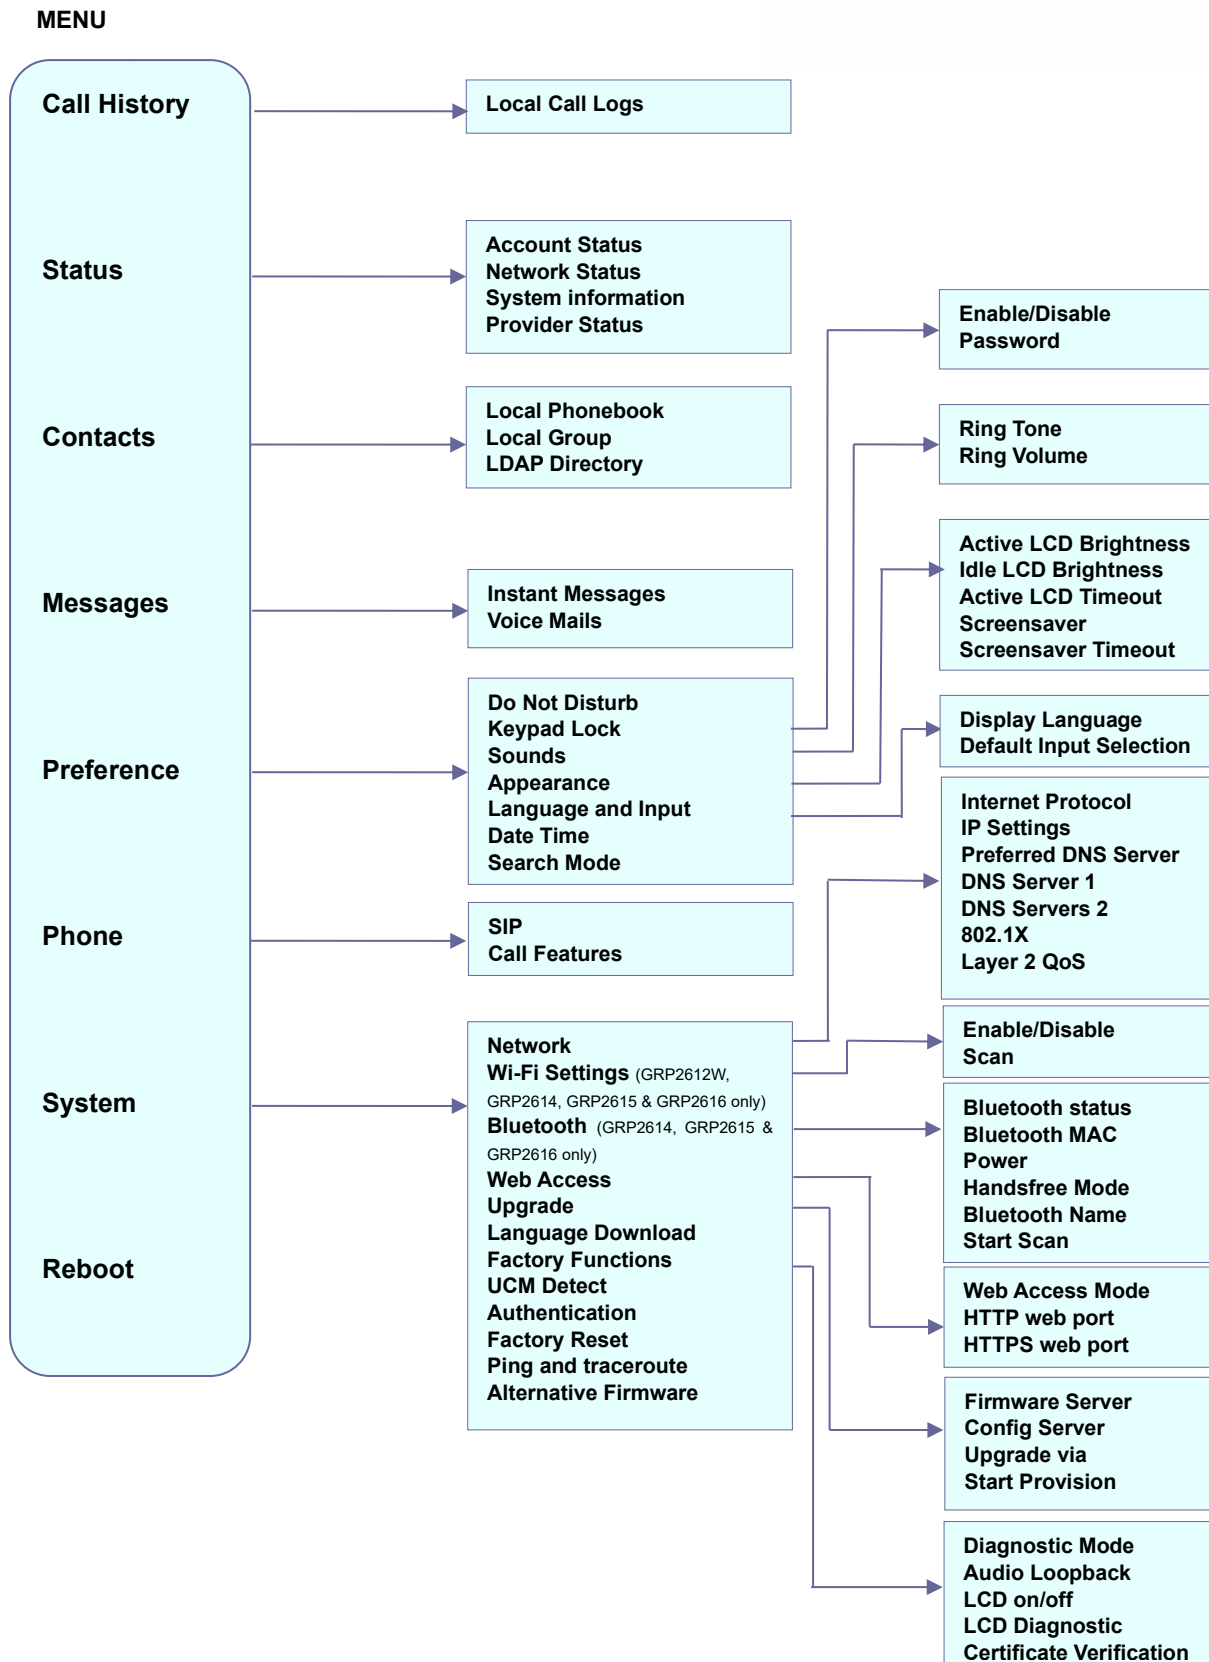 MENU
Call History
Status
Contacts
Messages
Preference
Phone
System
Reboot
Local Call Logs
Account Status
Network Status
System information
Provider Status
Local Phonebook
Local Group
LDAP Directory
Instant Messages
Voice Mails
Do Not Disturb
Keypad Lock
Sounds
Appearance
Language and Input
Date Time
Search Mode
SIP
Call Features
Network
Wi-Fi Settings (GRP2612W,
GRP2614, GRP2615 & GRP2616 only)
Bluetooth (GRP2614, GRP2615 &
GRP2616 only)
Web Access
Upgrade
Language Download
Factory Functions
UCM Detect
Authentication
Factory Reset
Ping and traceroute
Alternative Firmware
Enable/Disable
Password
Ring Tone
Ring Volume
Active LCD Brightness
Idle LCD Brightness
Active LCD Timeout
Screensaver
Screensaver Timeout
Display Language
Default Input Selection
Internet Protocol
IP Settings
Preferred DNS Server
DNS Server 1
DNS Servers 2
802.1X
Layer 2 QoS
Enable/Disable
Scan
Bluetooth status
Bluetooth MAC
Power
Handsfree Mode
Bluetooth Name
Start Scan
Web Access Mode
HTTP web port
HTTPS web port
Firmware Server
Config Server
Upgrade via
Start Provision
Diagnostic Mode
Audio Loopback
LCD on/off
LCD Diagnostic
Certificate Verification